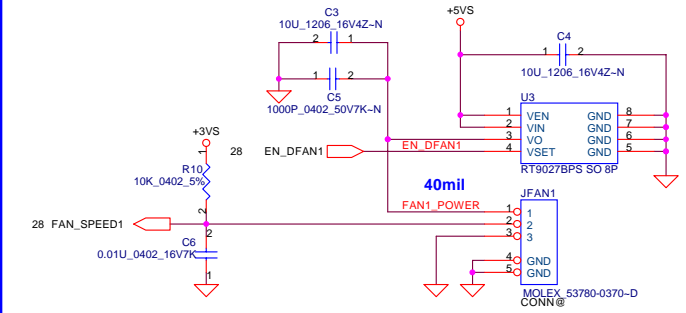 C3
10U_1206_16V4Z~N
2 1
1 2
C5
1000P_0402_50V7K~N
+5VS
C4
1 2
10U_1206_16V4Z~N
U3
1 VEN GND 8
2 VIN GND 7
3 VO GND 6
4 VSET GND 5
RT9027BPS SO 8P
28 EN_DFAN1 EN_DFAN1
+3VS
1
R10
10K_0402_5%
2
40mil
FAN1_POWER
JFAN1
1 1
2 2
3 3
4 GND
5 GND
MOLEX_53780-0370~D
CONN@
28 FAN_SPEED1
2
C6
0.01U_0402_16V7K
1